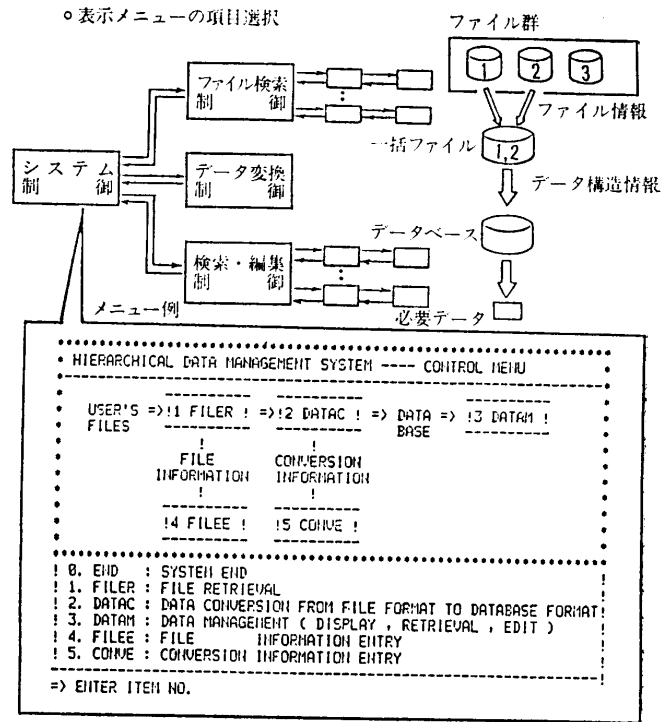 ○表示メニューの項目選択
ファイル群
1 2 3
ファイル検索
制　　御
ファイル情報
一括ファイル
1,2
システム
制　　御
データ変換
制　　御
データ構造情報
データベース
検索・編集
制　　御
メニュー例
必要データ
HIERARCHICAL DATA MANAGEMENT SYSTEM ---- CONTROL MENU
USER'S =>!1 FILER ! =>!2 DATAC ! => DATA => !3 DATAM !
FILES BASE
! !
FILE CONVERSION
INFORMATION INFORMATION
! !
!4 FILEE ! !5 CONVE !
! 0. END : SYSTEM END !
! 1. FILER : FILE RETRIEVAL !
! 2. DATAC : DATA CONVERSION FROM FILE FORMAT TO DATABASE FORMAT!
! 3. DATAM : DATA MANAGEMENT ( DISPLAY , RETRIEVAL , EDIT ) !
! 4. FILEE : FILE INFORMATION ENTRY !
! 5. CONVE : CONVERSION INFORMATION ENTRY !
=> ENTER ITEM NO.